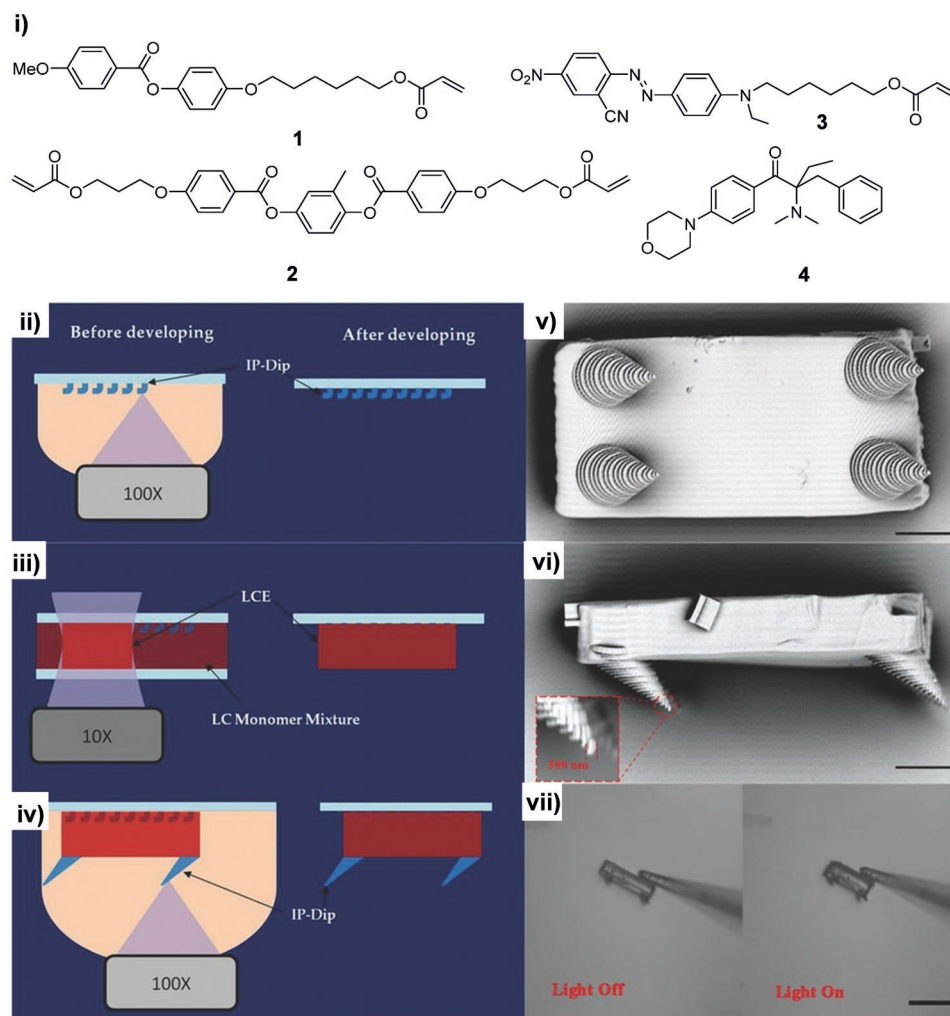 i)
MeO
O
O
O
O
O
1
NO2
N
N
CN
N
O
O
3
O
O
O
O
O
O
O
O
O
O
2
O
N
O
N
4
ii)
Before developing
After developing
IP-Dip
100X
iii)
LCE
LC Monomer Mixture
10X
iv)
IP-Dip
100X
v)
vi)
500 nm
vii)
Light Off
Light On